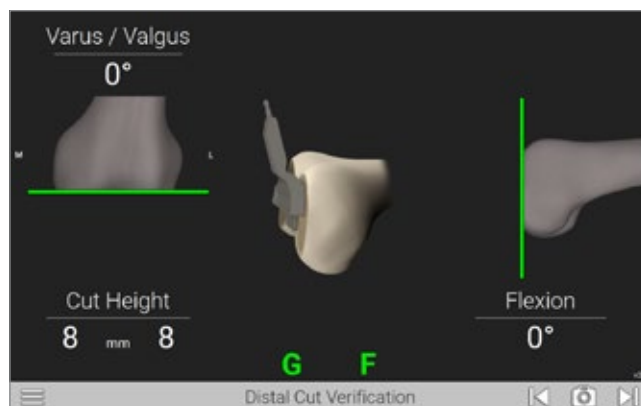 Varus / Valgus
0°
M L
Cut Height
8 mm 8
Flexion
0°
G F
Distal Cut Verification